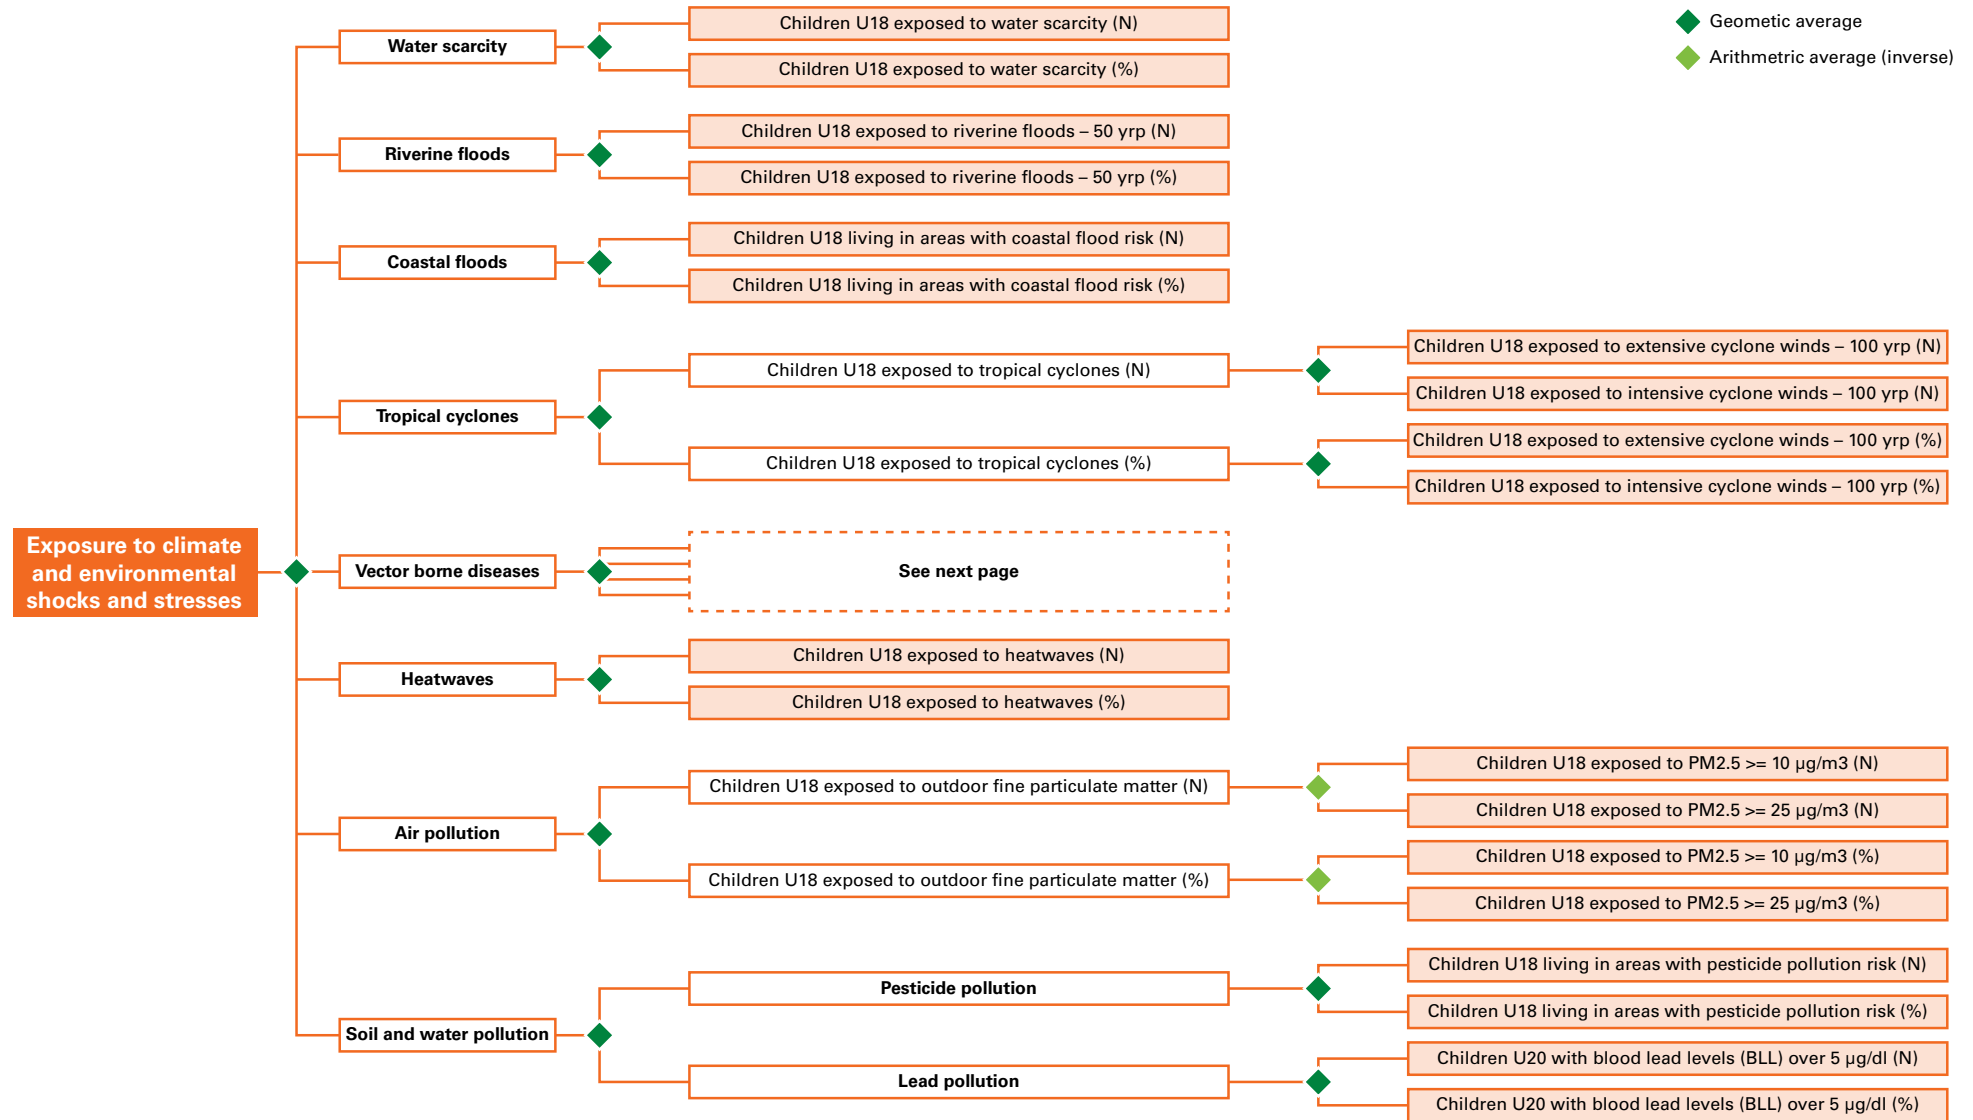 Geometic average
Arithmetric average (inverse)
Exposure to climate
and environmental
shocks and stresses
Water scarcity
Children U18 exposed to water scarcity (N)
Children U18 exposed to water scarcity (%)
Riverine floods
Children U18 exposed to riverine floods – 50 yrp (N)
Children U18 exposed to riverine floods – 50 yrp (%)
Coastal floods
Children U18 living in areas with coastal flood risk (N)
Children U18 living in areas with coastal flood risk (%)
Tropical cyclones
Children U18 exposed to tropical cyclones (N)
Children U18 exposed to extensive cyclone winds – 100 yrp (N)
Children U18 exposed to intensive cyclone winds – 100 yrp (N)
Children U18 exposed to tropical cyclones (%)
Children U18 exposed to extensive cyclone winds – 100 yrp (%)
Children U18 exposed to intensive cyclone winds – 100 yrp (%)
Vector borne diseases
See next page
Heatwaves
Children U18 exposed to heatwaves (N)
Children U18 exposed to heatwaves (%)
Air pollution
Children U18 exposed to outdoor fine particulate matter (N)
Children U18 exposed to PM2.5 >= 10 µg/m3 (N)
Children U18 exposed to PM2.5 >= 25 µg/m3 (N)
Children U18 exposed to outdoor fine particulate matter (%)
Children U18 exposed to PM2.5 >= 10 µg/m3 (%)
Children U18 exposed to PM2.5 >= 25 µg/m3 (%)
Soil and water pollution
Pesticide pollution
Children U18 living in areas with pesticide pollution risk (N)
Children U18 living in areas with pesticide pollution risk (%)
Lead pollution
Children U20 with blood lead levels (BLL) over 5 µg/dl (N)
Children U20 with blood lead levels (BLL) over 5 µg/dl (%)